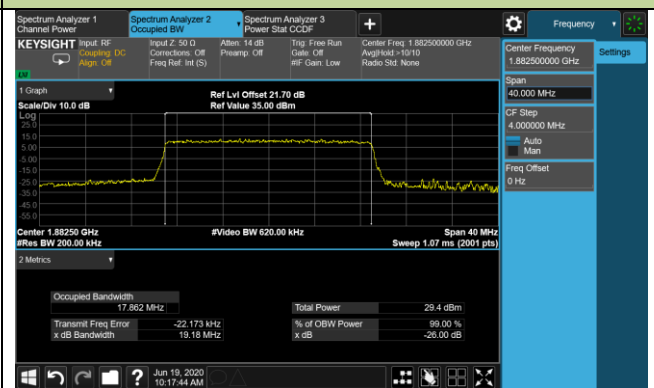 Spectrum Analyzer 1
Channel Power
Spectrum Analyzer 2
Occupied BW
Spectrum Analyzer 3
Power Stat CCDF
Frequency
KEYSIGHT
Input: RF
Coupling: DC
Align: Off
Input Z: 50 Ω
Corrections: Off
Freq Ref: Int (S)
Atten: 14 dB
Preamp: Off
Trig: Free Run
Gate: Off
#IF Gain: Low
Center Freq: 1.882500000 GHz
Avg|Hold:>10/10
Radio Std: None
1 Graph
Scale/Div 10.0 dB
Ref Lvl Offset 21.70 dB
Ref Value 35.00 dBm
Log
25.0
15.0
5.00
-5.00
-15.0
-25.0
-35.0
-45.0
-55.0
Center 1.88250 GHz
#Res BW 200.00 kHz
#Video BW 620.00 kHz
Span 40 MHz
Sweep 1.07 ms (2001 pts)
2 Metrics
Occupied Bandwidth
17.862 MHz
Transmit Freq Error -22.173 kHz
x dB Bandwidth 19.18 MHz
Total Power 29.4 dBm
% of OBW Power 99.00 %
x dB -26.00 dB
Center Frequency
1.882500000 GHz
Settings
Span
40.000 MHz
CF Step
4.000000 MHz
Auto
Man
Freq Offset
0 Hz
Jun 19, 2020
10:17:44 AM